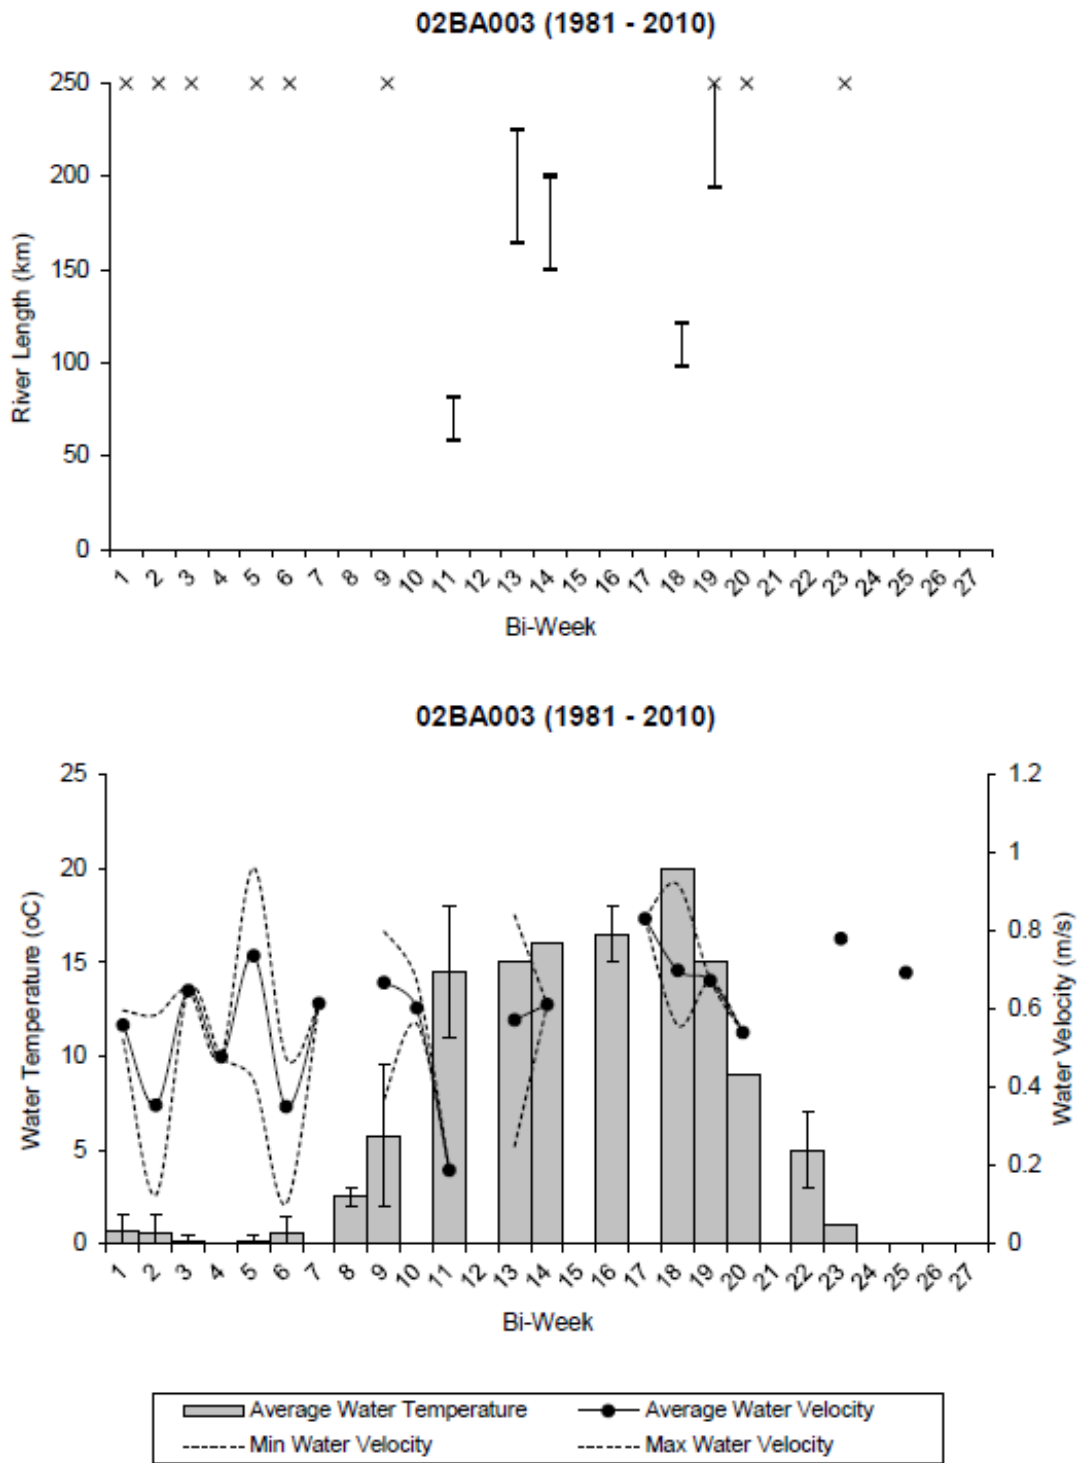 02BA003 (1981 - 2010)
250
200
150
100
50
0
River Length (km)
1 2 3 4 5 6 7 8 9 10 11 12 13 14 15 16 17 18 19 20 21 22 23 24 25 26 27
Bi-Week
02BA003 (1981 - 2010)
25
20
15
10
5
0
Water Temperature (oC)
1.2
1
0.8
0.6
0.4
0.2
0
Water Velocity (m/s)
1 2 3 4 5 6 7 8 9 10 11 12 13 14 15 16 17 18 19 20 21 22 23 24 25 26 27
Bi-Week
Average Water Temperature
Average Water Velocity
Min Water Velocity
Max Water Velocity